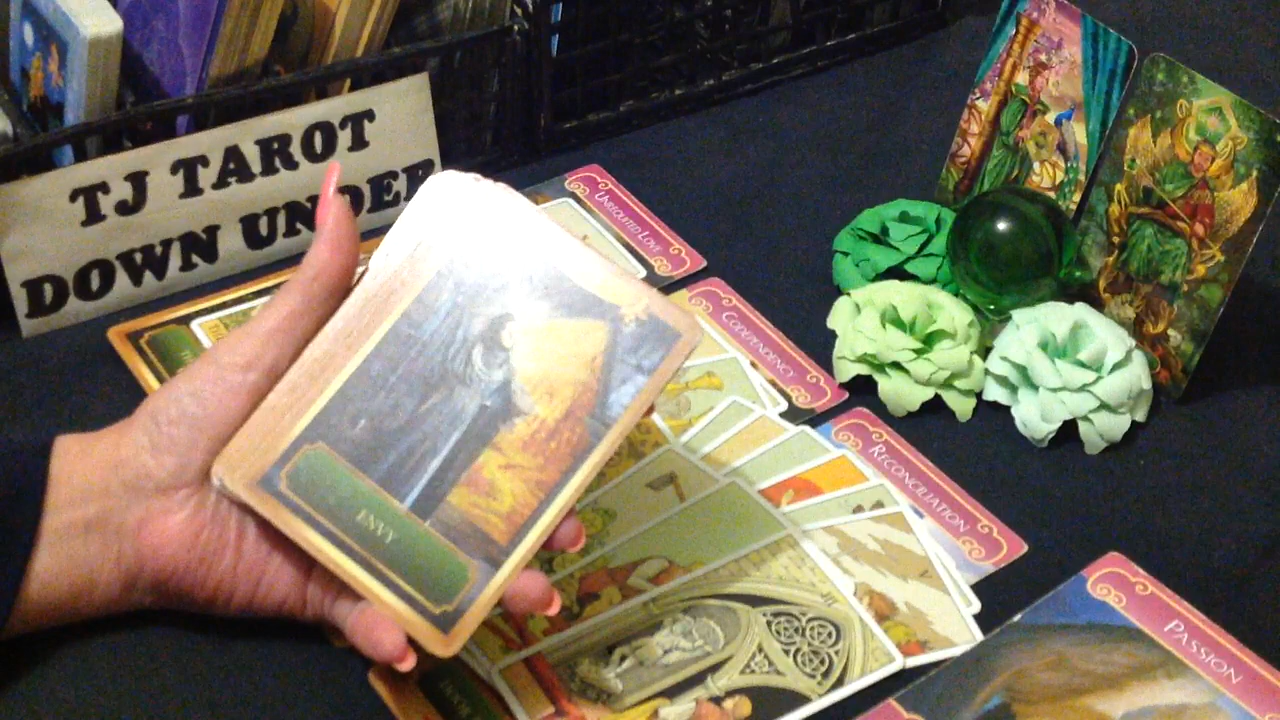 TJ TAROT
DOWN UNDER
UNREQUITED LOVE
CODEPENDENCY
RECONCILIATION
ENVY
PASSION